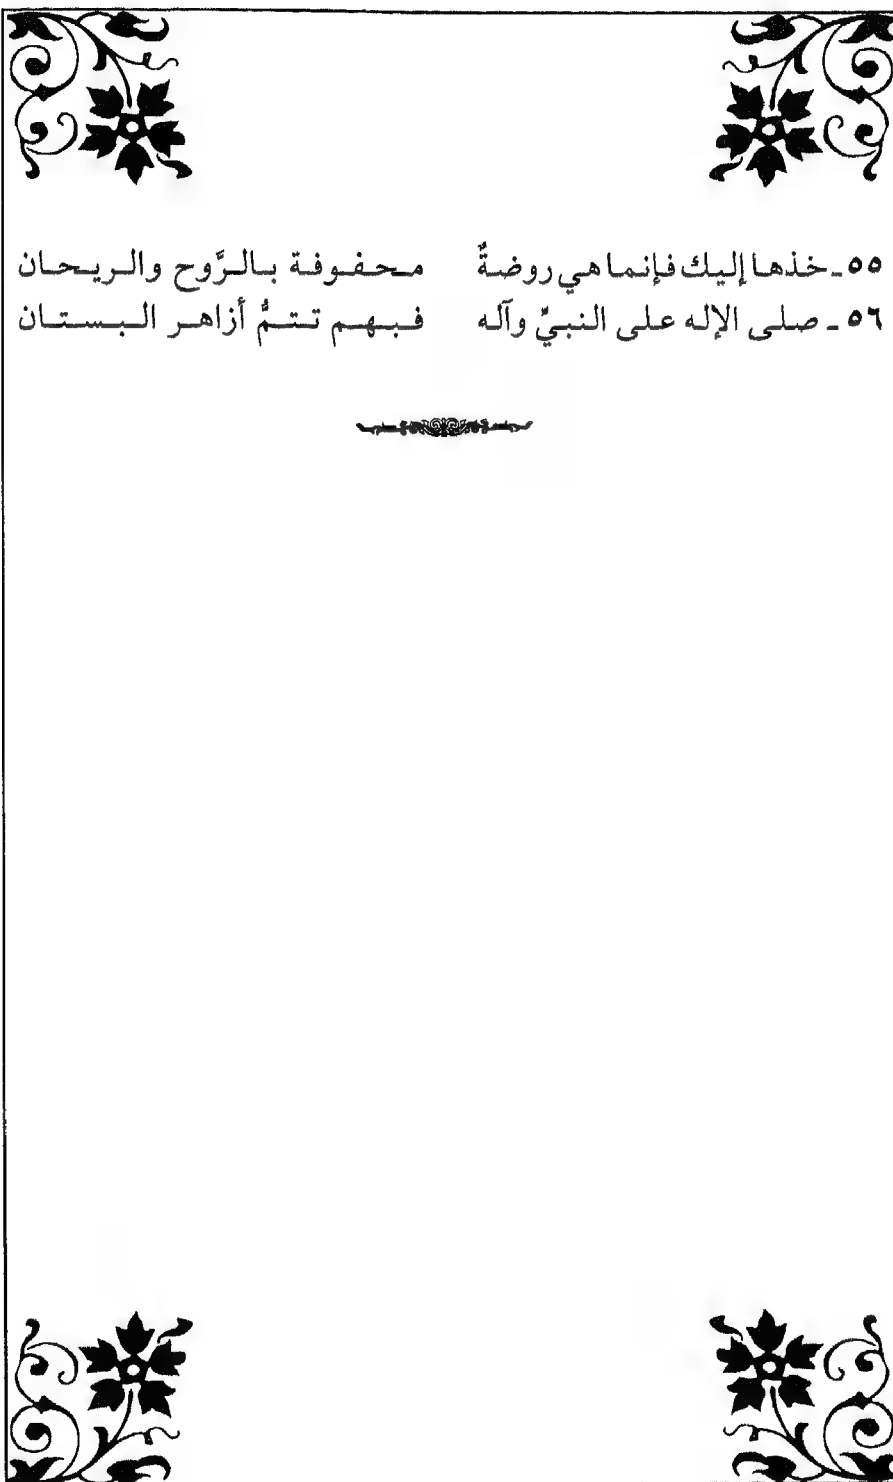 ٥٥ ـ خذها إليك فإنما هي روضةٌ محفوفة بالرَّوح والريحان
٥٦ ـ صلى الإله على النبيِّ وآله فبهم تتمُّ أزاهر البستان